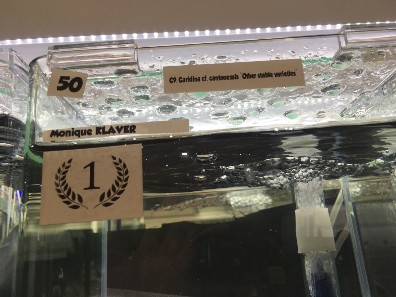 50
C9 Caridina cf. cantonensis 'Other stable varieties'
Monique KLAVER
1